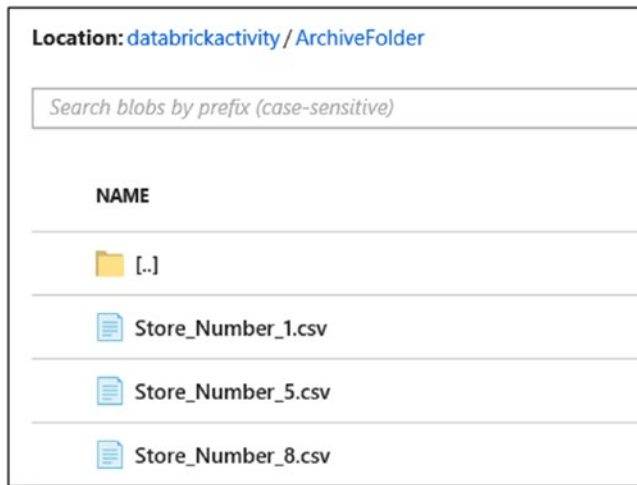 Location: databrickactivity / ArchiveFolder
Search blobs by prefix (case-sensitive)
NAME
[..]
Store_Number_1.csv
Store_Number_5.csv
Store_Number_8.csv